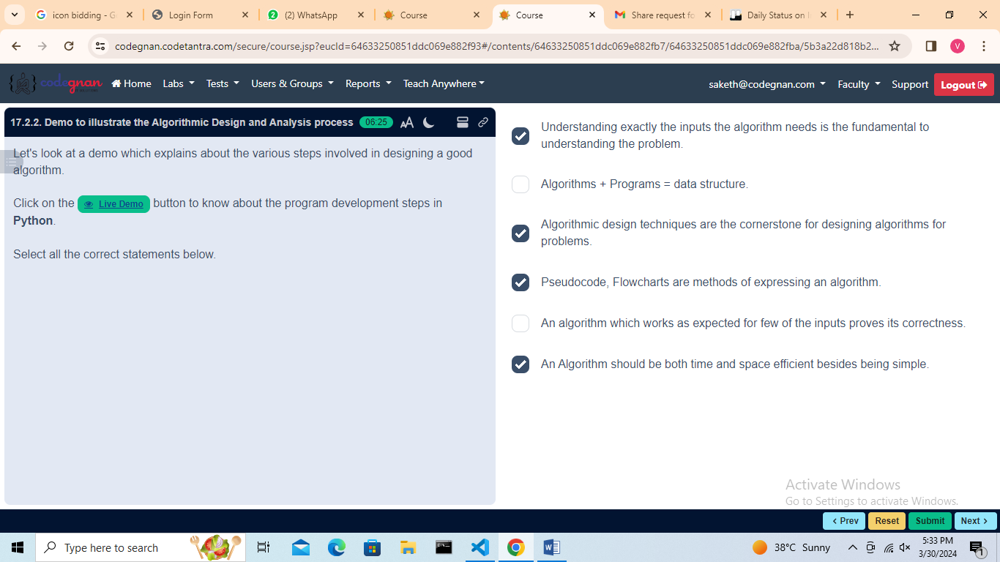 icon bidding - G
Login Form
(2) WhatsApp
Course
Course
Share request fo
Daily Status on
codegnan.codetantra.com/secure/course.jsp?eucId=64633250851ddc069e882f93#/contents/64633250851ddc069e882fb7/64633250851ddc069e882fba/5b3a22d818b2...
V
codegnan
Home
Labs
Tests
Users & Groups
Reports
Teach Anywhere
saketh@codegnan.com
Faculty
Support
Logout
17.2.2. Demo to illustrate the Algorithmic Design and Analysis process
06:25
AA
Let's look at a demo which explains about the various steps involved in designing a good
algorithm.
Click on the Live Demo button to know about the program development steps in
Python.
Select all the correct statements below.
Understanding exactly the inputs the algorithm needs is the fundamental to
understanding the problem.
Algorithms + Programs = data structure.
Algorithmic design techniques are the cornerstone for designing algorithms for
problems.
Pseudocode, Flowcharts are methods of expressing an algorithm.
An algorithm which works as expected for few of the inputs proves its correctness.
An Algorithm should be both time and space efficient besides being simple.
Activate Windows
Go to Settings to activate Windows.
< Prev
Reset
Submit
Next >
Type here to search
38°C Sunny
5:33 PM
3/30/2024
1